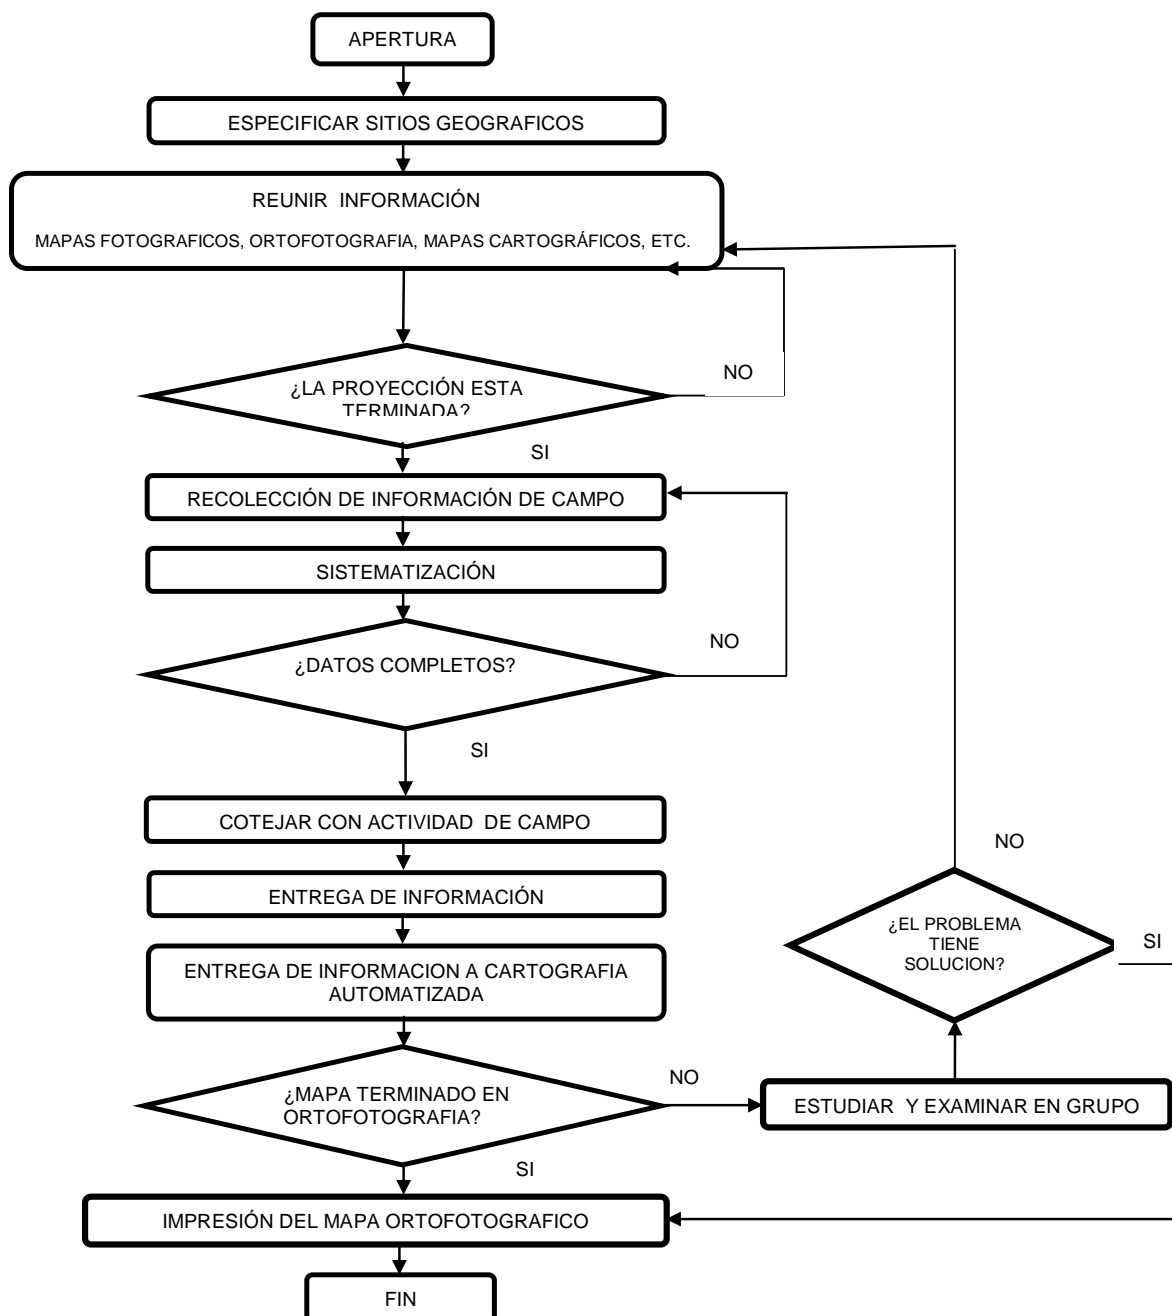 APERTURA
ESPECIFICAR SITIOS GEOGRAFICOS
REUNIR INFORMACIÓN
MAPAS FOTOGRAFICOS, ORTOFOTOGRAFIA, MAPAS CARTOGRÁFICOS, ETC.
¿LA PROYECCIÓN ESTA
TERMINADA?
NO
SI
RECOLECCIÓN DE INFORMACIÓN DE CAMPO
SISTEMATIZACIÓN
¿DATOS COMPLETOS?
NO
SI
COTEJAR CON ACTIVIDAD DE CAMPO
ENTREGA DE INFORMACIÓN
ENTREGA DE INFORMACION A CARTOGRAFIA
AUTOMATIZADA
¿MAPA TERMINADO EN
ORTOFOTOGRAFIA?
NO
ESTUDIAR Y EXAMINAR EN GRUPO
¿EL PROBLEMA
TIENE
SOLUCION?
NO
SI
SI
IMPRESIÓN DEL MAPA ORTOFOTOGRAFICO
FIN